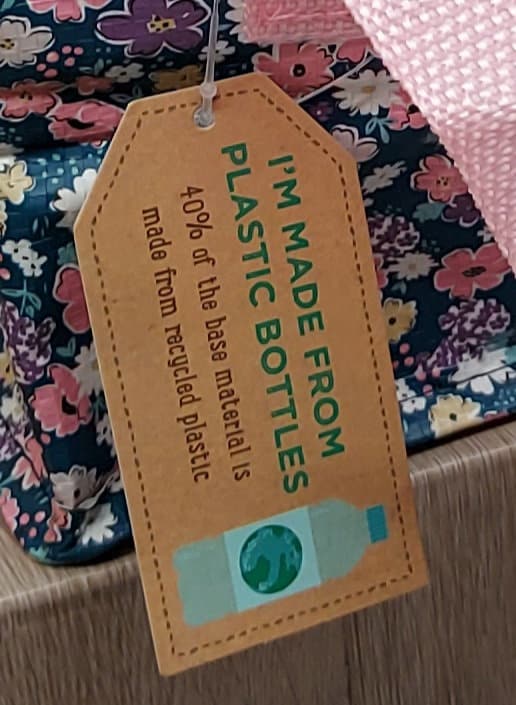 I'M MADE FROM
PLASTIC BOTTLES
40% of the base material is
made from recycled plastic